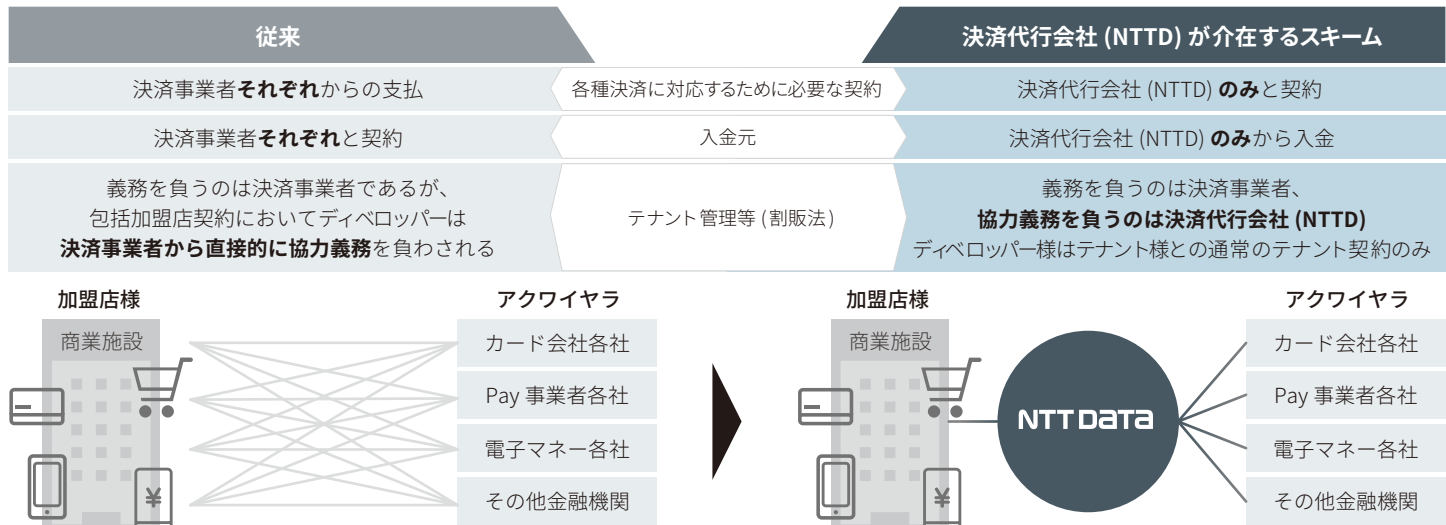 従来
決済代行会社 (NTTD) が介在するスキーム
決済事業者それぞれからの支払
各種決済に対応するために必要な契約
決済代行会社 (NTTD) のみと契約
決済事業者それぞれと契約
入金元
決済代行会社 (NTTD) のみから入金
義務を負うのは決済事業者であるが、
包括加盟店契約においてディベロッパーは
決済事業者から直接的に協力義務を負わされる
テナント管理等 (割販法)
義務を負うのは決済事業者、
協力義務を負うのは決済代行会社 (NTTD)
ディベロッパー様はテナント様との通常のテナント契約のみ
加盟店様
商業施設
¥
アクワイヤラ
カード会社各社
Pay 事業者各社
電子マネー各社
その他金融機関
加盟店様
商業施設
¥
NTT DATA
アクワイヤラ
カード会社各社
Pay 事業者各社
電子マネー各社
その他金融機関